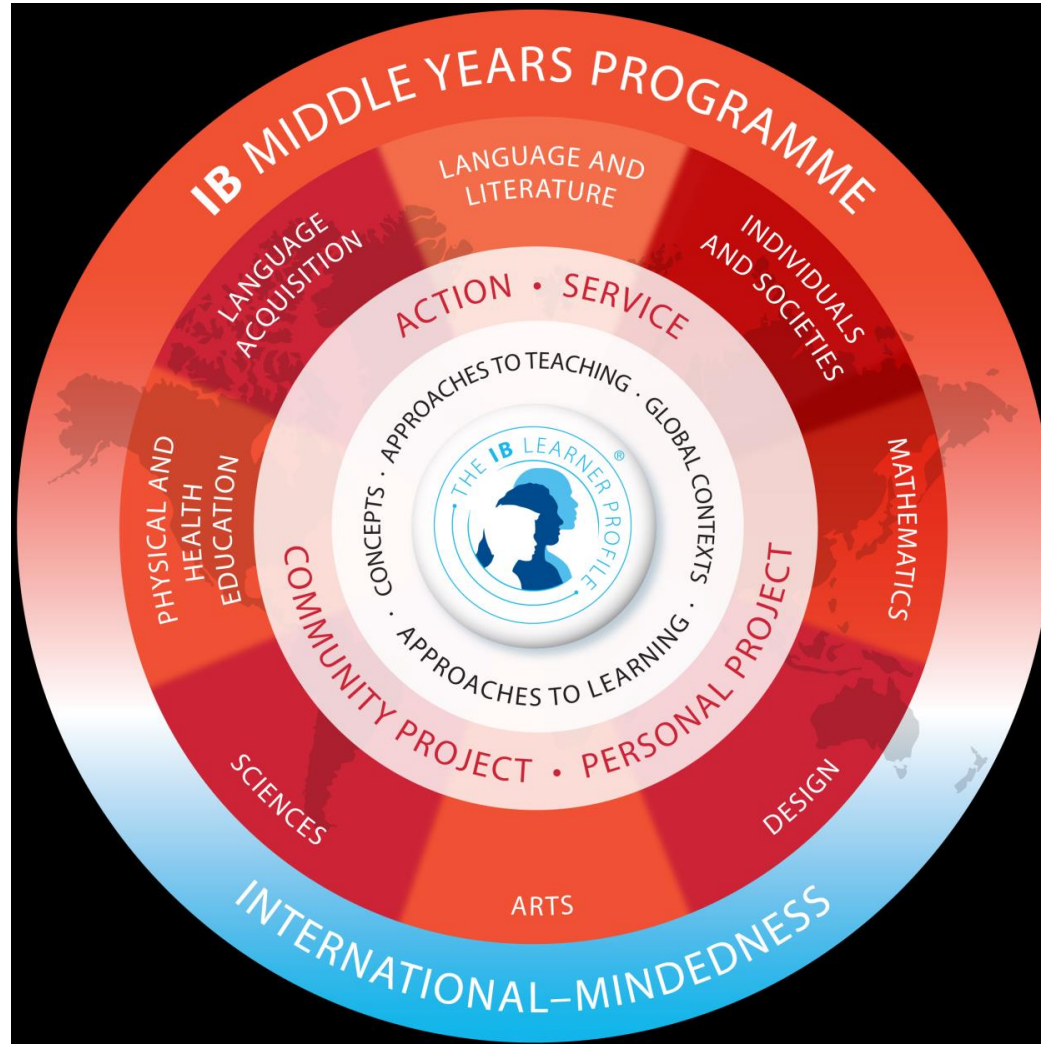 IB MIDDLE YEARS PROGRAMME
LANGUAGE AND
LITERATURE
INDIVIDUALS
AND SOCIETIES
MATHEMATICS
DESIGN
ARTS
SCIENCES
PHYSICAL AND
HEALTH
EDUCATION
LANGUAGE
ACQUISITION
ACTION • SERVICE
PERSONAL PROJECT
•
COMMUNITY PROJECT
APPROACHES TO TEACHING · GLOBAL CONTEXTS · APPROACHES TO LEARNING · CONCEPTS ·
THE IB LEARNER PROFILE ®
INTERNATIONAL–MINDEDNESS